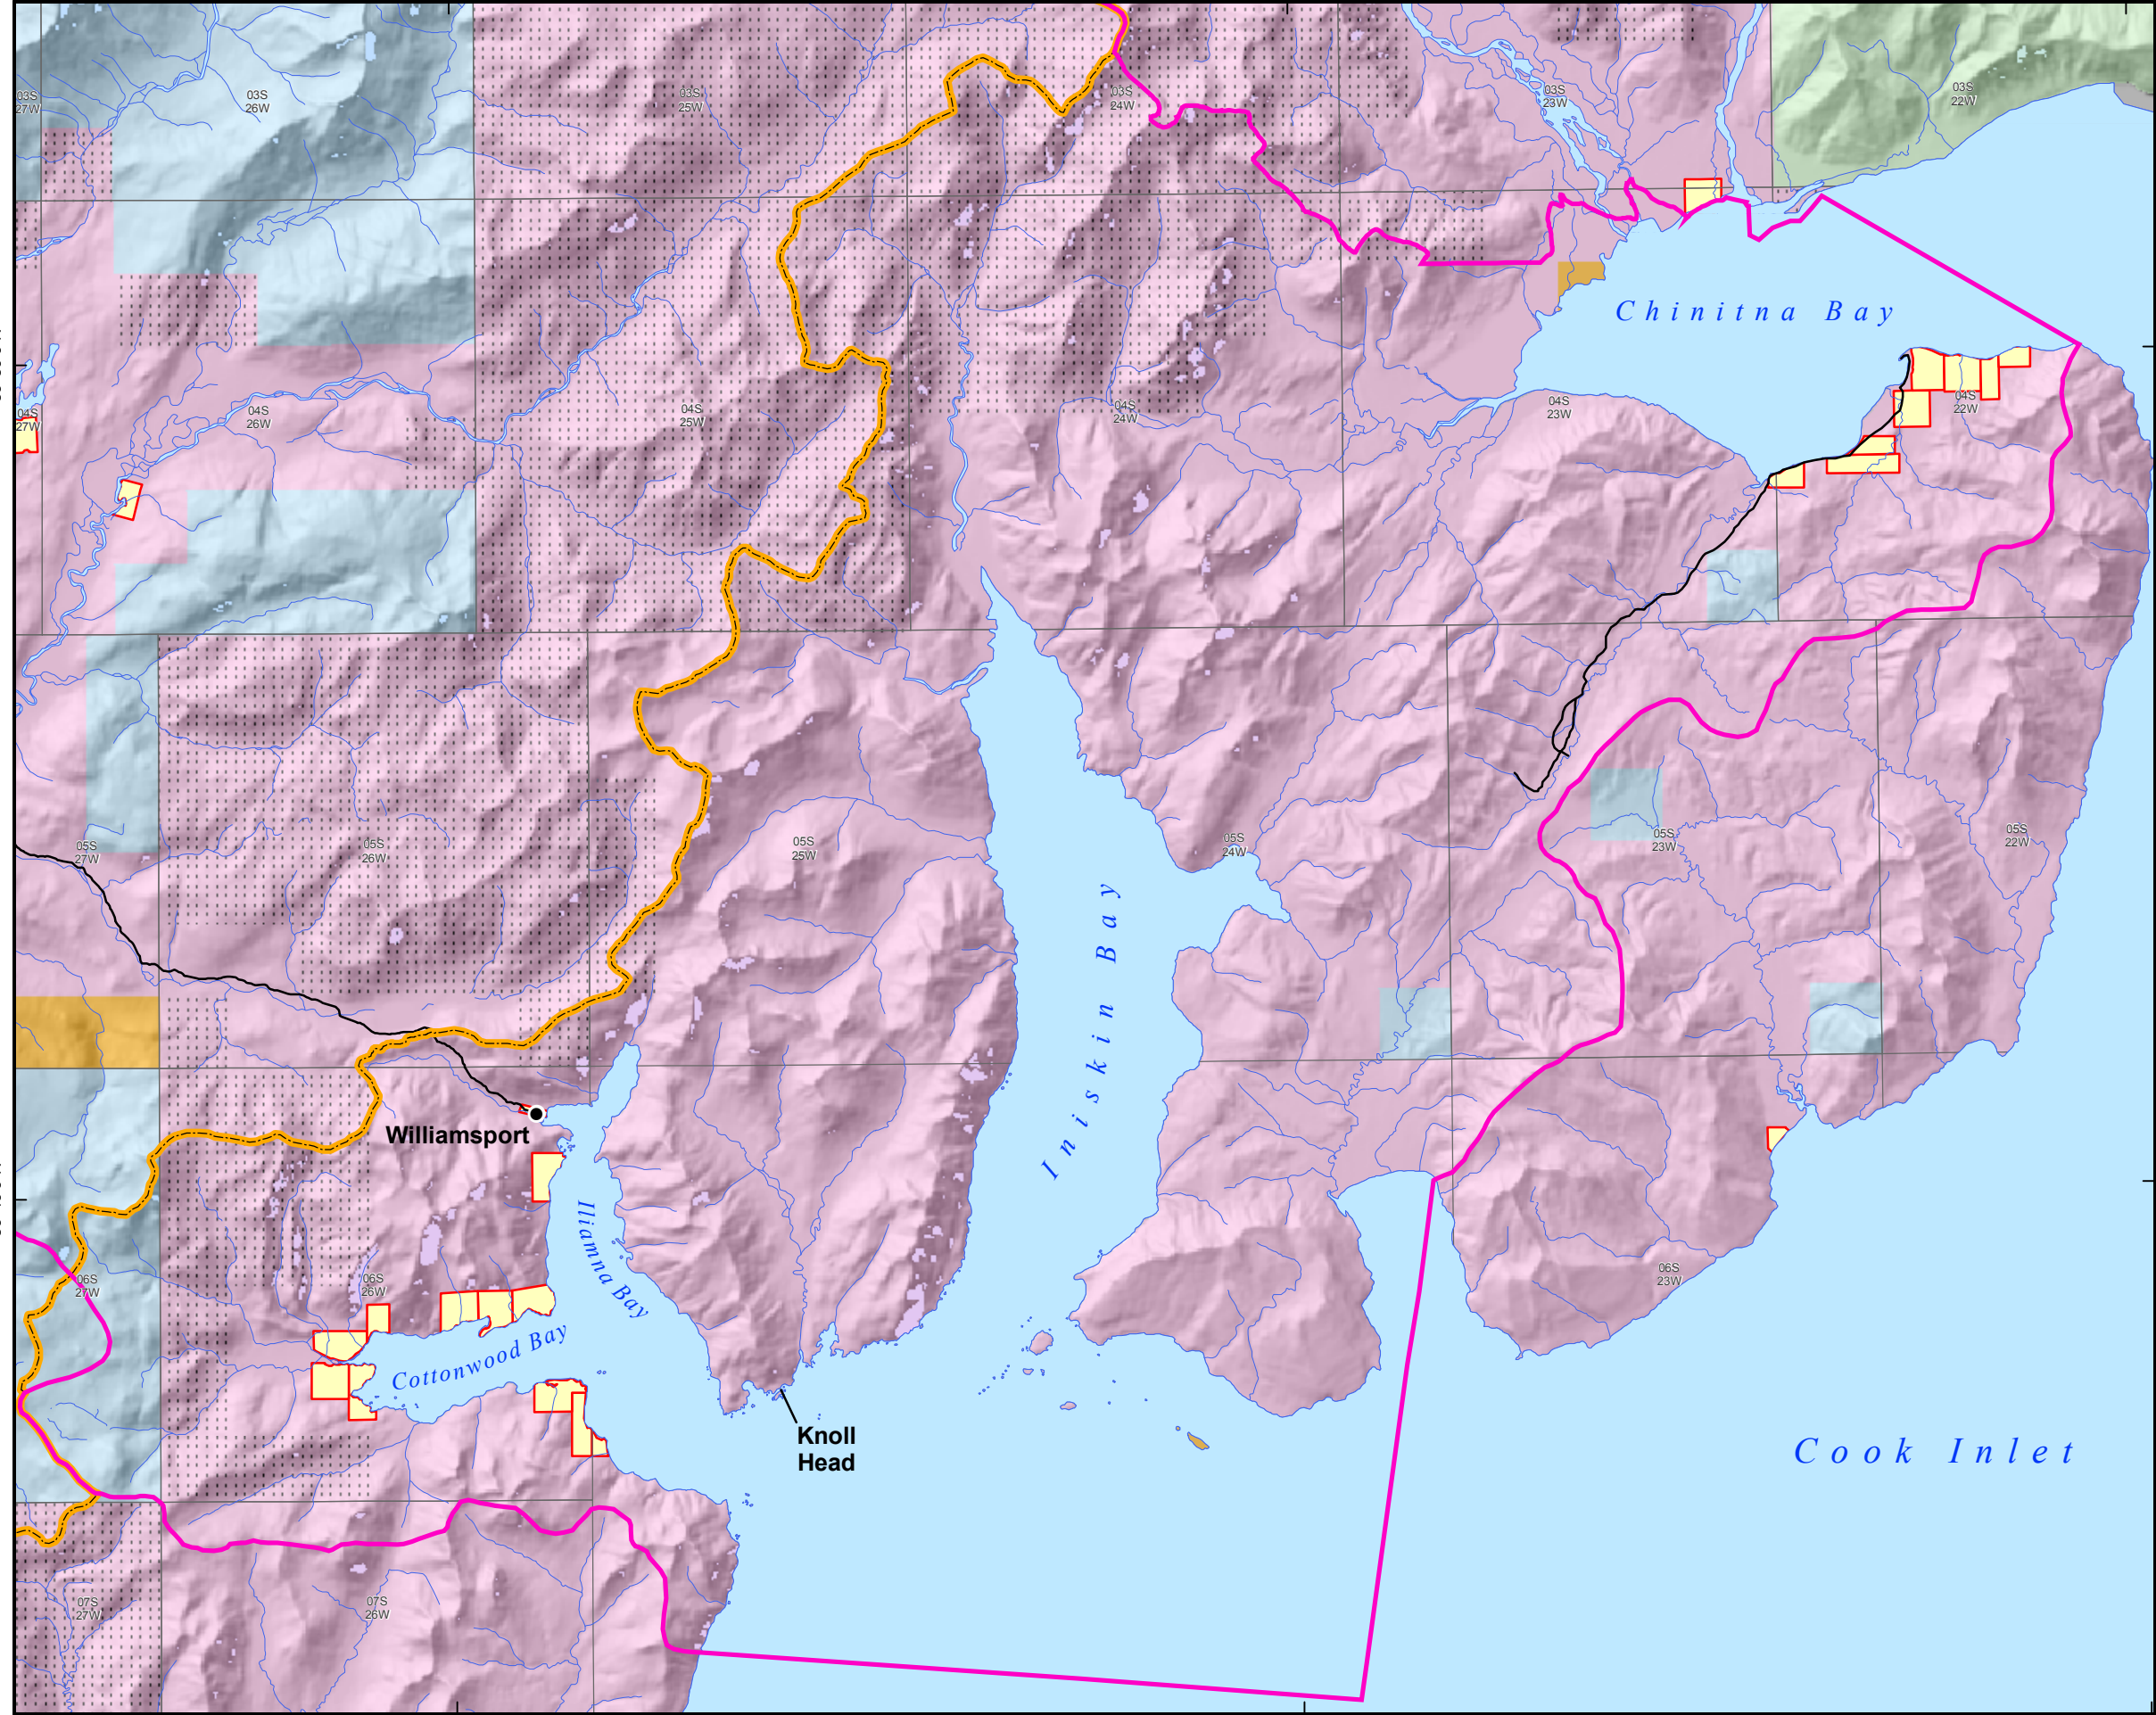 03S
27W
03S
26W
03S
25W
03S
24W
03S
23W
03S
22W
Chinitna Bay
04S
27W
04S
26W
04S
25W
04S
24W
04S
23W
04S
22W
05S
27W
05S
26W
05S
25W
05S
24W
05S
23W
05S
22W
Iniskin Bay
Williamsport
Iliamna Bay
06S
27W
06S
26W
06S
23W
Cottonwood Bay
Knoll
Head
Cook Inlet
07S
27W
07S
26W